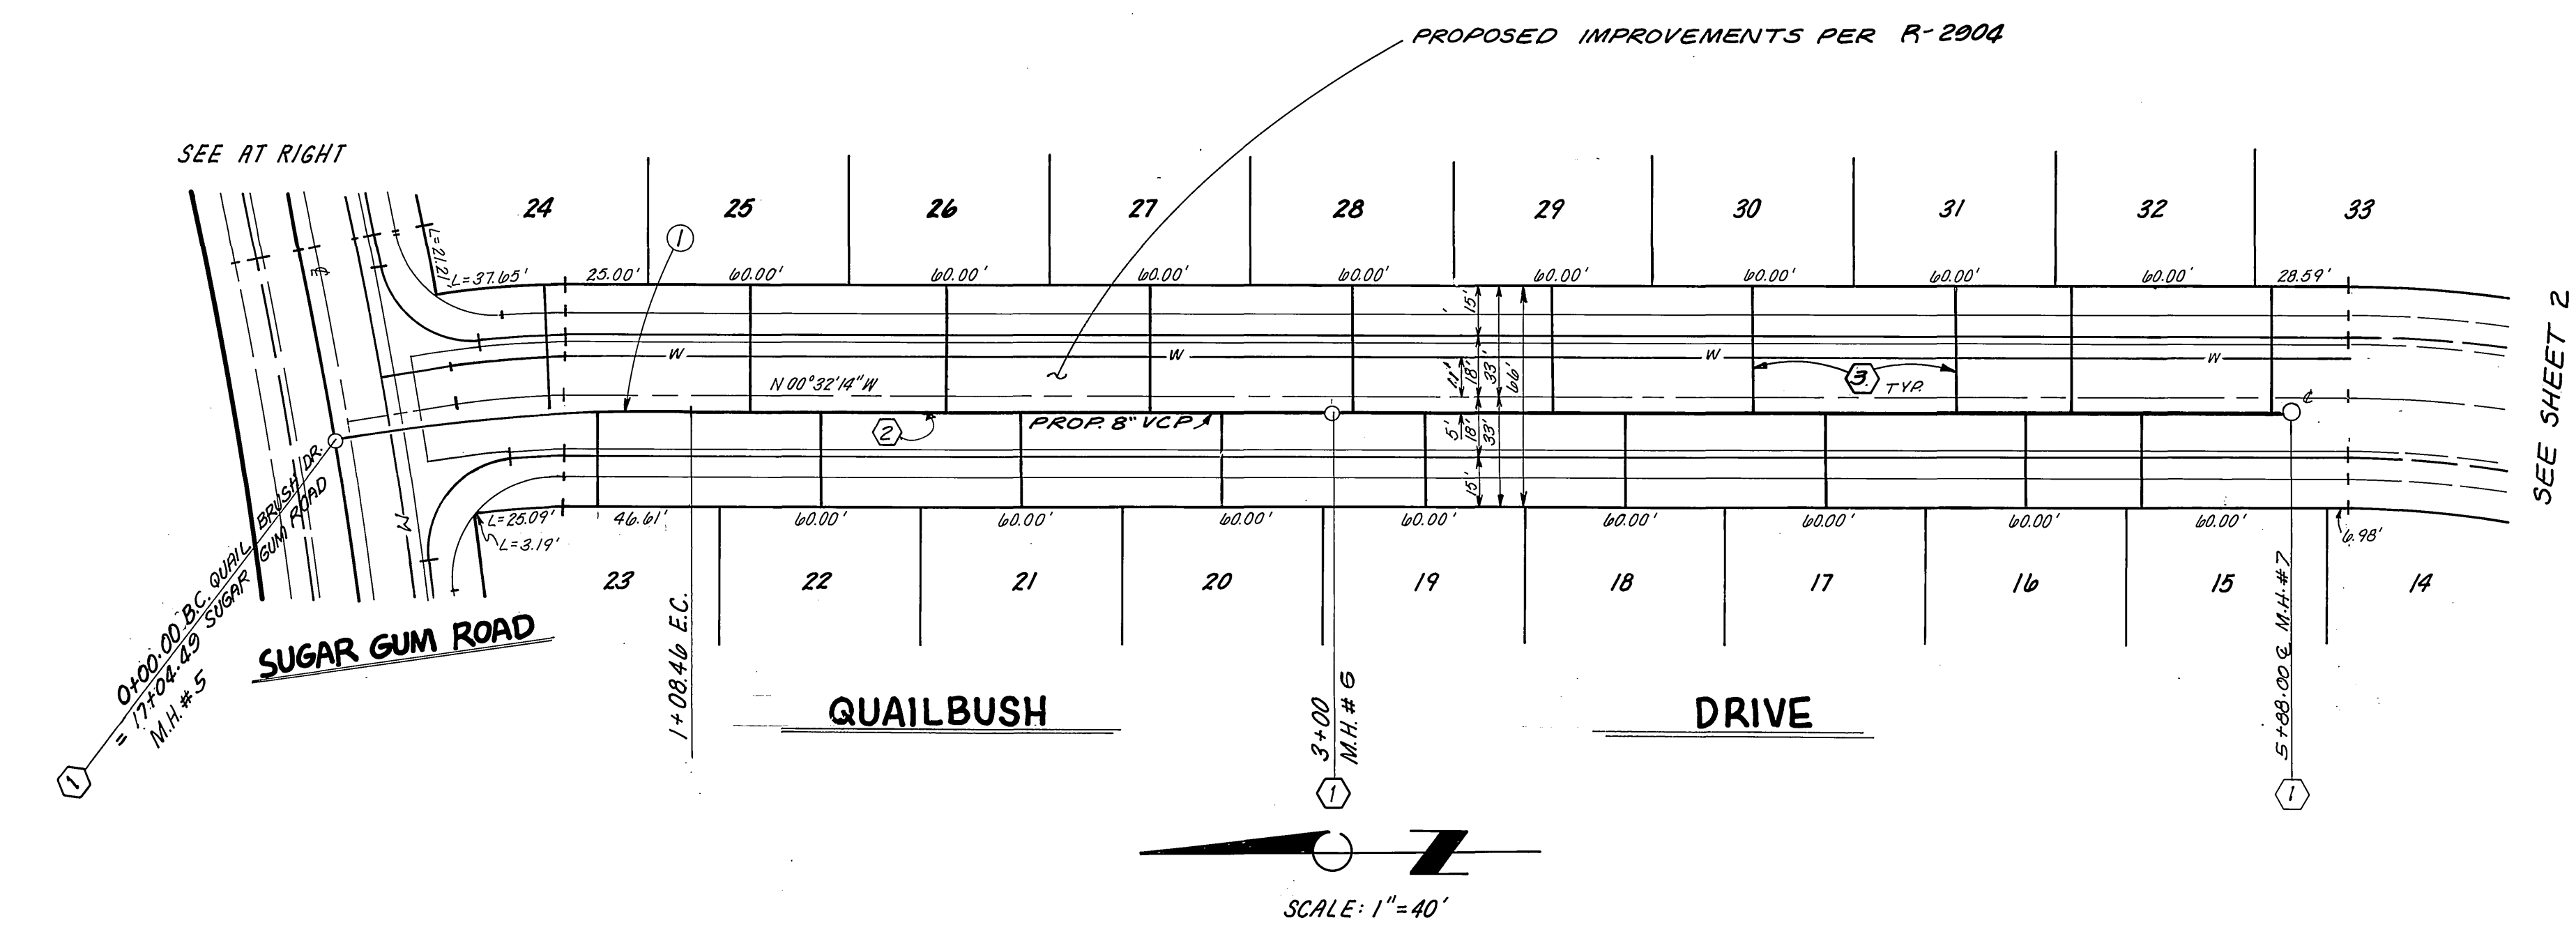 PROPOSED IMPROVEMENTS PER R-2904
SEE AT RIGHT
24 25 26 27 28 29 30 31 32 33
1
L=21.21'
L=37.65' 25.00' 60.00' 60.00' 60.00' 60.00' 60.00' 60.00' 60.00' 60.00' 28.59'
SEE SHEET 2
15'
W W W W
11' 18' 33' 66'
N 00°32'14" W
3 TYP.
2
PROP. 8" VCP
5' 18' 33'
15'
W
L=25.09' 46.61' 60.00' 60.00' 60.00' 60.00' 60.00' 60.00' 60.00' 60.00' 6.98'
L=3.19'
23 22 21 20 19 18 17 16 15 14
0+00.00 B.C. QUAIL BRUSH DR.
= 17+04.49 SUGAR GUM ROAD
M.H. #5
1
SUGAR GUM ROAD
1+08.46 E.C.
QUAILBUSH DRIVE
3+00
M.H. #6
1
5+88.00 ℄ M.H. #7
1
SCALE: 1"=40'